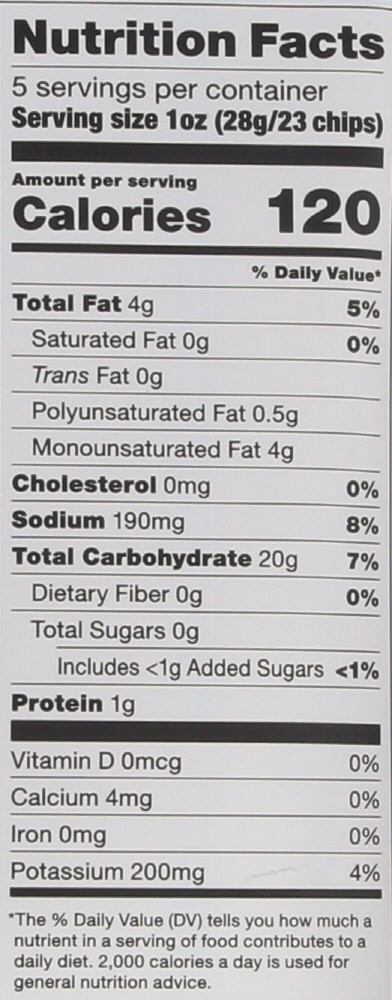 Nutrition Facts
5 servings per container
Serving size 1oz (28g/23 chips)
Amount per serving
Calories 120
% Daily Value*
Total Fat 4g 5%
Saturated Fat 0g 0%
Trans Fat 0g
Polyunsaturated Fat 0.5g
Monounsaturated Fat 4g
Cholesterol 0mg 0%
Sodium 190mg 8%
Total Carbohydrate 20g 7%
Dietary Fiber 0g 0%
Total Sugars 0g
Includes <1g Added Sugars <1%
Protein 1g
Vitamin D 0mcg 0%
Calcium 4mg 0%
Iron 0mg 0%
Potassium 200mg 4%
*The % Daily Value (DV) tells you how much a
nutrient in a serving of food contributes to a
daily diet. 2,000 calories a day is used for
general nutrition advice.